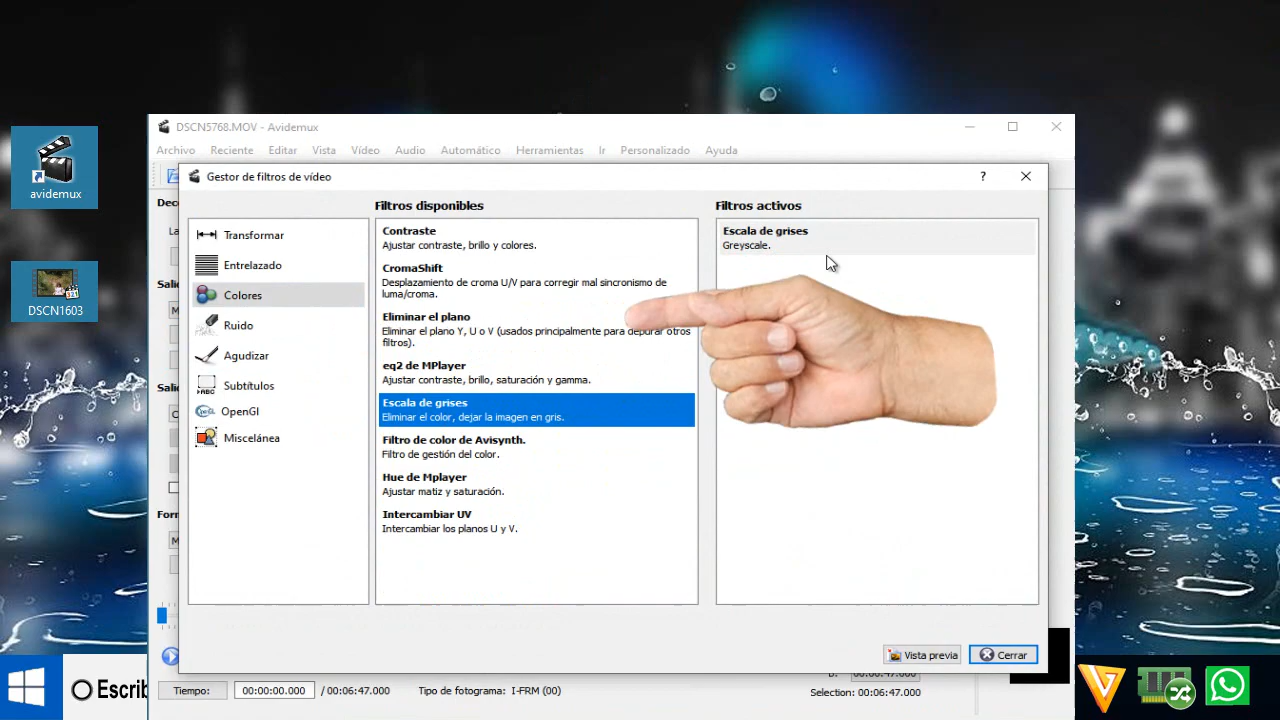 avidemux
DSCN1603
DSCN5768.MOV - Avidemux
Archivo Reciente Editar Vista Vídeo Audio Automático Herramientas Ir Personalizado Ayuda
Gestor de filtros de vídeo
?
Filtros disponibles
Filtros activos
Transformar
Entrelazado
Colores
Ruido
Agudizar
Subtítulos
OpenGl
Miscelánea
Contraste
Ajustar contraste, brillo y colores.
CromaShift
Desplazamiento de croma U/V para corregir mal sincronismo de
luma/croma.
Eliminar el plano
Eliminar el plano Y, U o V (usados principalmente para depurar otros
filtros).
eq2 de MPlayer
Ajustar contraste, brillo, saturación y gamma.
Escala de grises
Eliminar el color, dejar la imagen en gris.
Filtro de color de Avisynth.
Filtro de gestión del color.
Hue de Mplayer
Ajustar matiz y saturación.
Intercambiar UV
Intercambiar los planos U y V.
Escala de grises
Greyscale.
Vista previa
Cerrar
Tiempo:
00:00:00.000
/ 00:06:47.000
Tipo de fotograma: I-FRM (00)
Selection: 00:06:47.000
Escrib